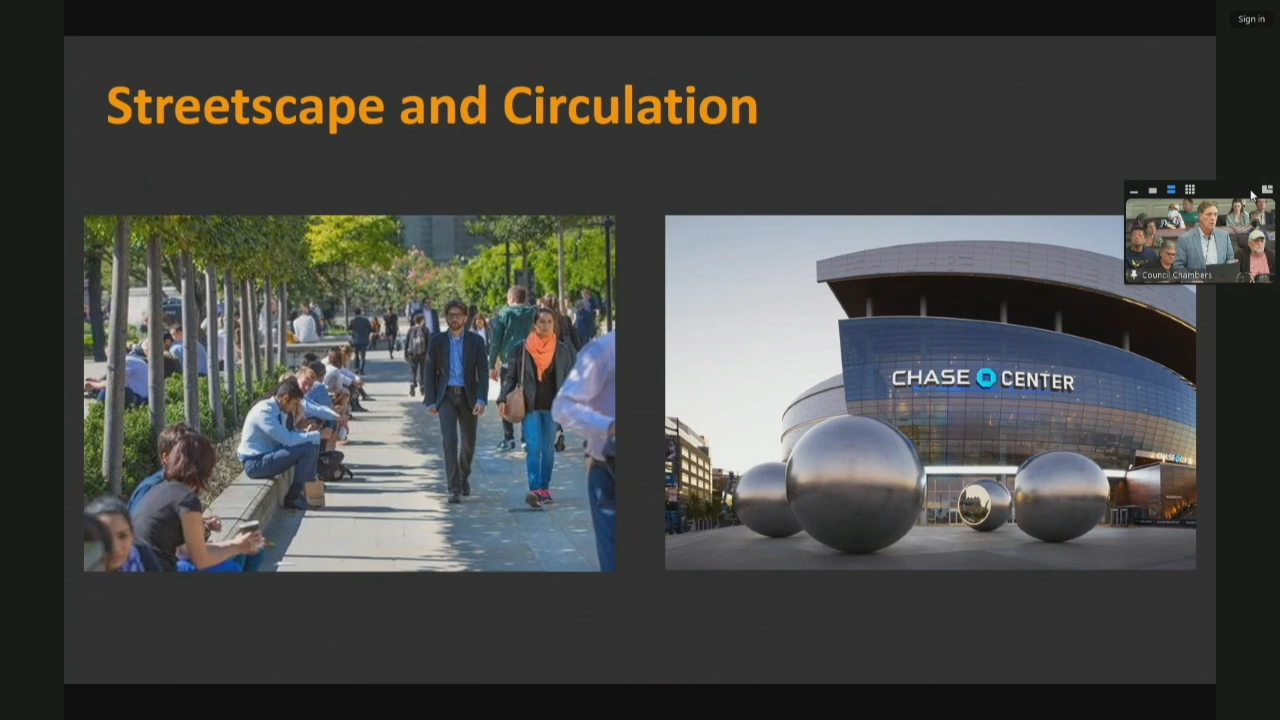 Sign in
Streetscape and Circulation
Council Chambers
CHASE CENTER